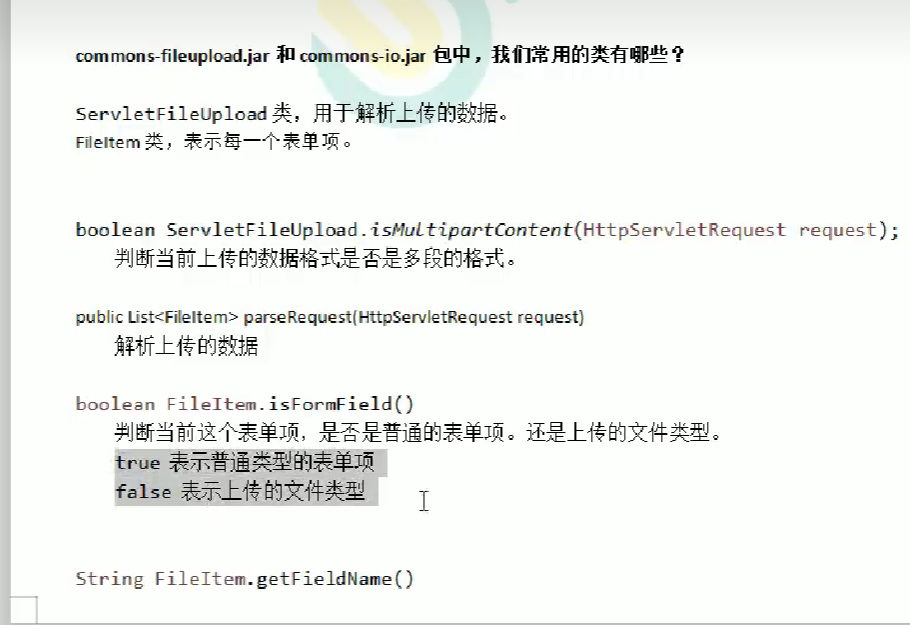 commons-fileupload.jar 和 commons-io.jar 包中，我们常用的类有哪些？
ServletFileUpload 类，用于解析上传的数据。
FileItem 类，表示每一个表单项。
boolean ServletFileUpload.isMultipartContent(HttpServletRequest request);
判断当前上传的数据格式是否是多段的格式。
public List<FileItem> parseRequest(HttpServletRequest request)
解析上传的数据
boolean FileItem.isFormField()
判断当前这个表单项，是否是普通的表单项。还是上传的文件类型。
true 表示普通类型的表单项
false 表示上传的文件类型
String FileItem.getFieldName()